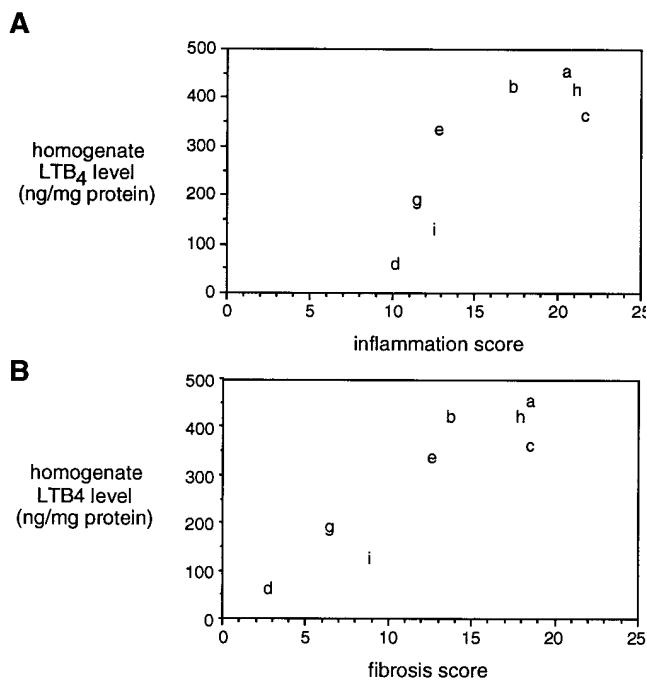 A
500
400
300
200
100
0
homogenate
LTB4 level
(ng/mg protein)
a
b
h
c
e
g
i
d
0 5 10 15 20 25
inflammation score
B
500
400
300
200
100
0
homogenate
LTB4 level
(ng/mg protein)
a
b h
c
e
g
i
d
0 5 10 15 20 25
fibrosis score